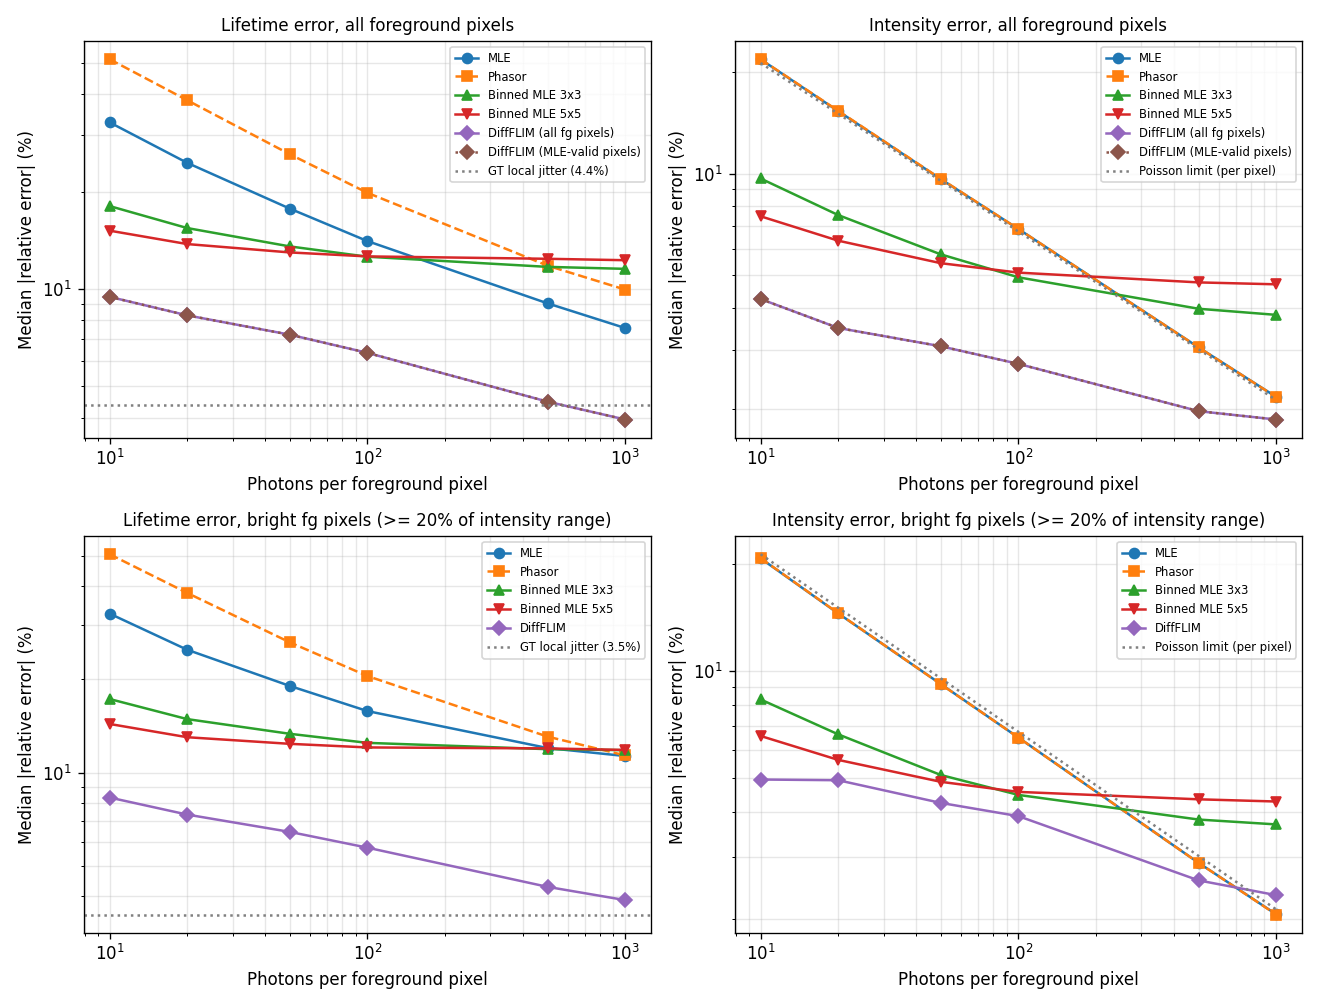 Lifetime error, all foreground pixels
Median |relative error| (%)
10¹
MLE
Phasor
Binned MLE 3x3
Binned MLE 5x5
DiffFLIM (all fg pixels)
DiffFLIM (MLE-valid pixels)
GT local jitter (4.4%)
10¹
10²
10³
Photons per foreground pixel
Intensity error, all foreground pixels
Median |relative error| (%)
10¹
MLE
Phasor
Binned MLE 3x3
Binned MLE 5x5
DiffFLIM (all fg pixels)
DiffFLIM (MLE-valid pixels)
Poisson limit (per pixel)
10¹
10²
10³
Photons per foreground pixel
Lifetime error, bright fg pixels (>= 20% of intensity range)
Median |relative error| (%)
10¹
MLE
Phasor
Binned MLE 3x3
Binned MLE 5x5
DiffFLIM
GT local jitter (3.5%)
10¹
10²
10³
Photons per foreground pixel
Intensity error, bright fg pixels (>= 20% of intensity range)
Median |relative error| (%)
10¹
MLE
Phasor
Binned MLE 3x3
Binned MLE 5x5
DiffFLIM
Poisson limit (per pixel)
10¹
10²
10³
Photons per foreground pixel